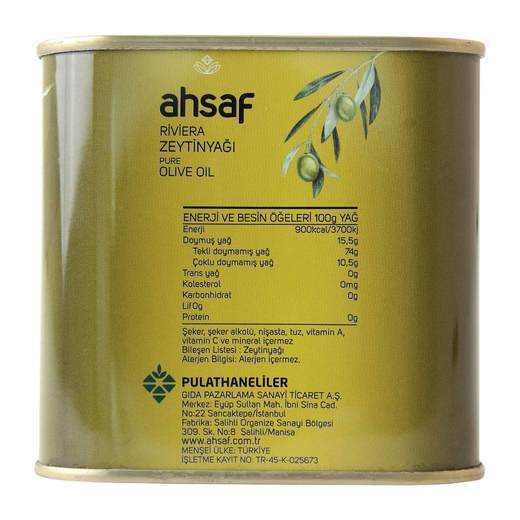 ahsaf
RİVİERA
ZEYTİNYAĞI
PURE
OLIVE OIL
ENERJİ VE BESİN ÖĞELERİ 100g YAĞ
Enerji 900kcal/3700kj
Doymuş yağ 15,5g
Tekli doymamış yağ 74g
Çoklu doymamış yağ 10,5g
Trans yağ 0g
Kolesterol 0mg
Karbonhidrat 0g
Lif0g
Protein 0g
Şeker, şeker alkolü, nişasta, tuz, vitamin A,
vitamin C ve mineral içermez
Bileşen Listesi : Zeytinyağı
Alerjen Bilgisi: Alerjen içermez.
PULATHANELİLER
GIDA PAZARLAMA SANAYİ TİCARET A.Ş.
Merkez: Eyüp Sultan Mah. İbni Sina Cad.
No:22 Sancaktepe/İstanbul
Fabrika: Salihli Organize Sanayi Bölgesi
309. Sk. No:8 Salihli/Manisa
www.ahsaf.com.tr
MENŞEİ ÜLKE: TÜRKİYE
İŞLETME KAYIT NO: TR-45-K-025673